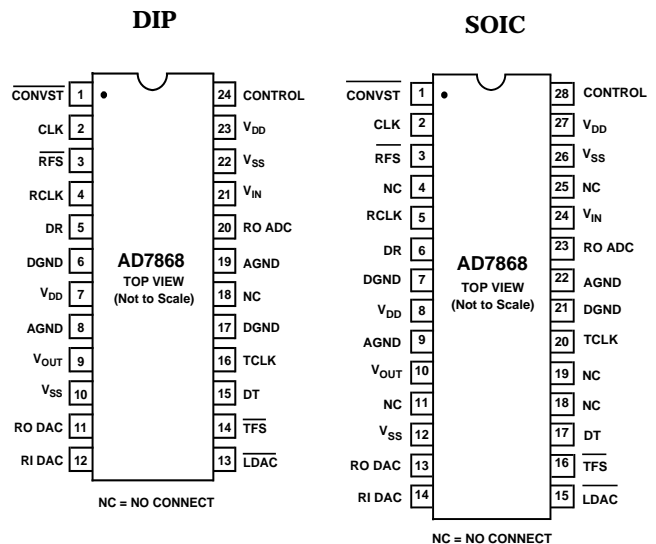 DIP
CONVST 1 24 CONTROL
CLK 2 23 VDD
RFS 3 22 VSS
RCLK 4 21 VIN
DR 5 20 RO ADC
DGND 6 19 AGND
VDD 7 18 NC
AGND 8 17 DGND
VOUT 9 16 TCLK
VSS 10 15 DT
RO DAC 11 14 TFS
RI DAC 12 13 LDAC
AD7868
TOP VIEW
(Not to Scale)
NC = NO CONNECT
SOIC
CONVST 1 28 CONTROL
CLK 2 27 VDD
RFS 3 26 VSS
NC 4 25 NC
RCLK 5 24 VIN
DR 6 23 RO ADC
DGND 7 22 AGND
VDD 8 21 DGND
AGND 9 20 TCLK
VOUT 10 19 NC
NC 11 18 NC
VSS 12 17 DT
RO DAC 13 16 TFS
RI DAC 14 15 LDAC
AD7868
TOP VIEW
(Not to Scale)
NC = NO CONNECT